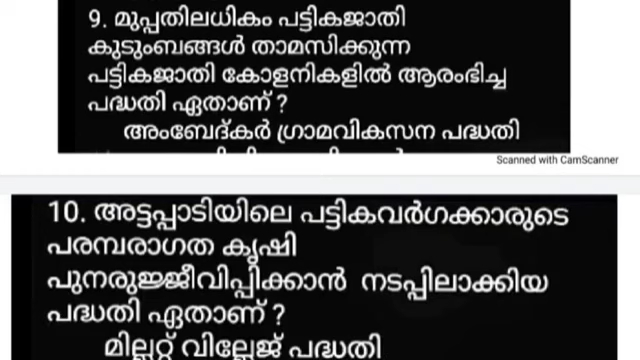 9. മുപ്പതിലധികം പട്ടികജാതി
കുടുംബങ്ങൾ താമസിക്കുന്ന
പട്ടികജാതി കോളനികളിൽ ആരംഭിച്ച
പദ്ധതി ഏതാണ് ?
അംബേദ്കർ ഗ്രാമവികസന പദ്ധതി
Scanned with CamScanner
10. അട്ടപ്പാടിയിലെ പട്ടികവർഗക്കാരുടെ
പരമ്പരാഗത കൃഷി
പുനരുജ്ജീവിപ്പിക്കാൻ നടപ്പിലാക്കിയ
പദ്ധതി ഏതാണ് ?
മില്ലറ്റ് വില്ലേജ് പദ്ധതി